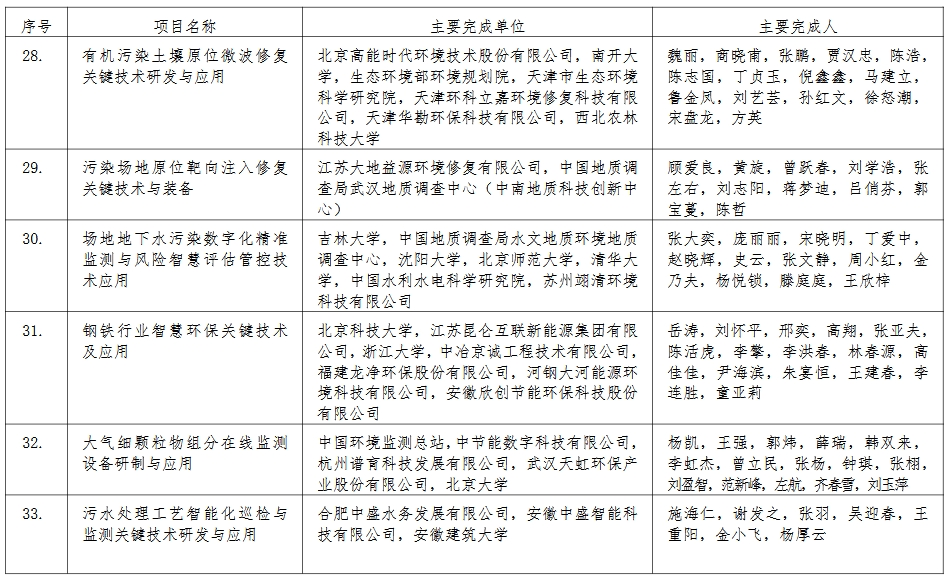 序号 项目名称 主要完成单位 主要完成人
28. 有机污染土壤原位微波修复
关键技术研发与应用
北京高能时代环境技术股份有限公司，南开大
学，生态环境部环境规划院，天津市生态环境
科学研究院，天津环科立嘉环境修复科技有限
公司，天津华勘环保科技有限公司，西北农林
科技大学
魏丽，商晓甫，张鹏，贾汉忠，陈浩，
陈志国，丁贞玉，倪鑫鑫，马建立，
鲁金凤，刘艺芸，孙红文，徐怒潮，
宋盘龙，方英
29. 污染场地原位靶向注入修复
关键技术与装备
江苏大地益源环境修复有限公司，中国地质调
查局武汉地质调查中心（中南地质科技创新中
心）
顾爱良，黄旋，曾跃春，刘学浩，张
左右，刘志阳，蒋梦迪，吕俏芬，郭
宝蔓，陈哲
30. 场地地下水污染数字化精准
监测与风险智慧评估管控技
术应用
吉林大学，中国地质调查局水文地质环境地质
调查中心，沈阳大学，北京师范大学，清华大
学，中国水利水电科学研究院，苏州翊清环境
科技有限公司
张大奕，庞丽丽，宋晓明，丁爱中，
赵晓辉，史云，张文静，周小红，金
乃夫，杨悦锁，滕庭庭，王欣梓
31. 钢铁行业智慧环保关键技术
及应用
北京科技大学，江苏昆仑互联新能源集团有限
公司，浙江大学，中冶京诚工程技术有限公司，
福建龙净环保股份有限公司，河钢大河能源环
境科技有限公司，安徽欣创节能环保科技股份
有限公司
岳涛，刘怀平，邢奕，高翔，张亚夫，
陈活虎，李擎，李洪春，林春源，高
佳佳，尹海滨，朱宴恒，王建春，李
连胜，童亚莉
32. 大气细颗粒物组分在线监测
设备研制与应用
中国环境监测总站，中节能数字科技有限公司，
杭州谱育科技发展有限公司，武汉天虹环保产
业股份有限公司，北京大学
杨凯，王强，郭炜，薛瑞，韩双来，
李虹杰，曾立民，张杨，钟琪，张栩，
刘盈智，范新峰，左航，齐春雪，刘玉萍
33. 污水处理工艺智能化巡检与
监测关键技术研发与应用
合肥中盛水务发展有限公司，安徽中盛智能科
技有限公司，安徽建筑大学
施海仁，谢发之，张羽，吴迎春，王
重阳，金小飞，杨厚云